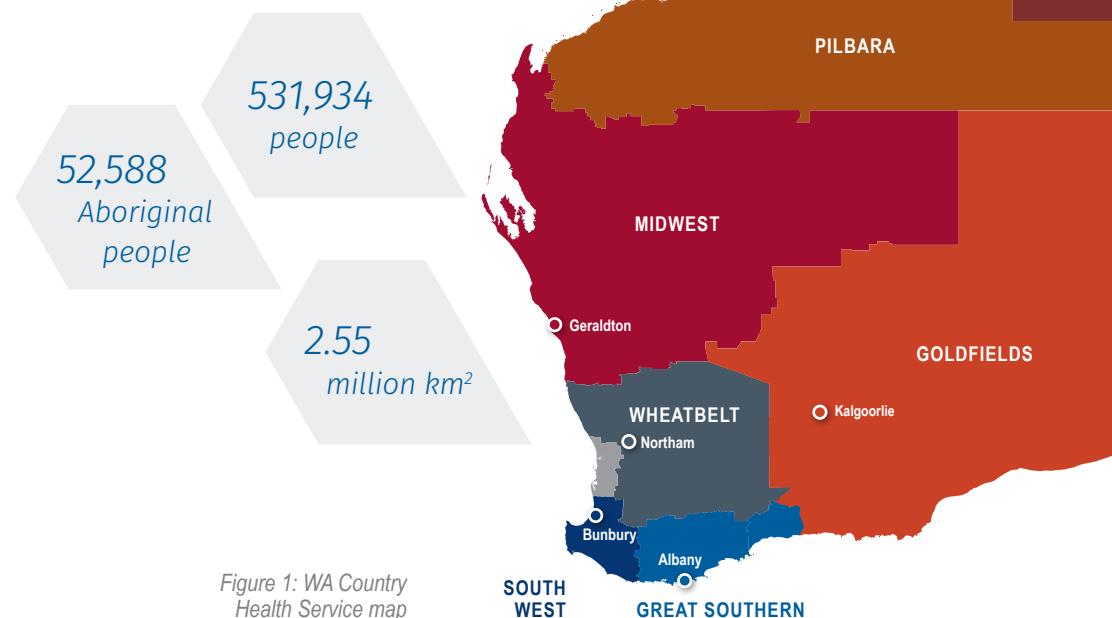 531,934
people
52,588
Aboriginal
people
2.55
million km²
PILBARA
MIDWEST
Geraldton
GOLDFIELDS
Kalgoorlie
WHEATBELT
Northam
Bunbury
Albany
SOUTH
WEST
GREAT SOUTHERN
Figure 1: WA Country
Health Service map